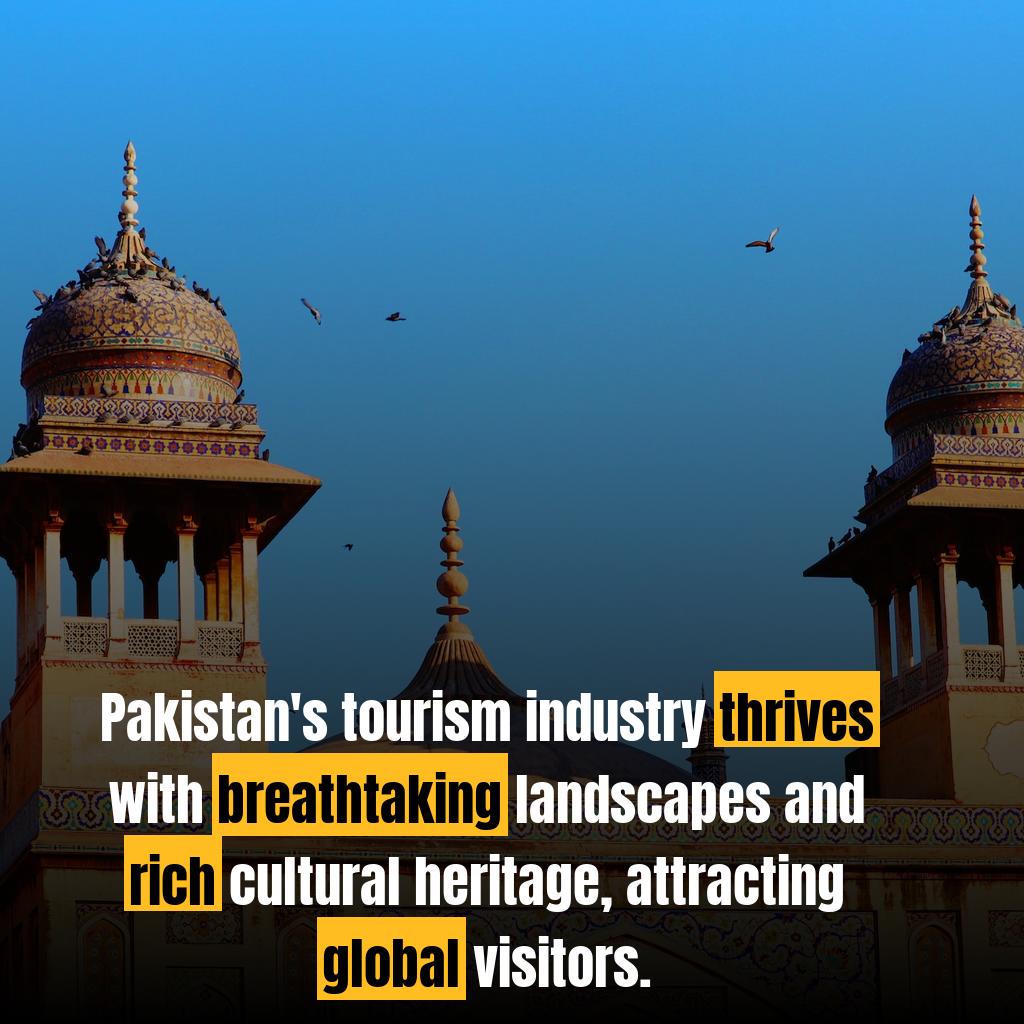 Pakistan's tourism industry thrives
with breathtaking landscapes and
rich cultural heritage, attracting
global visitors.